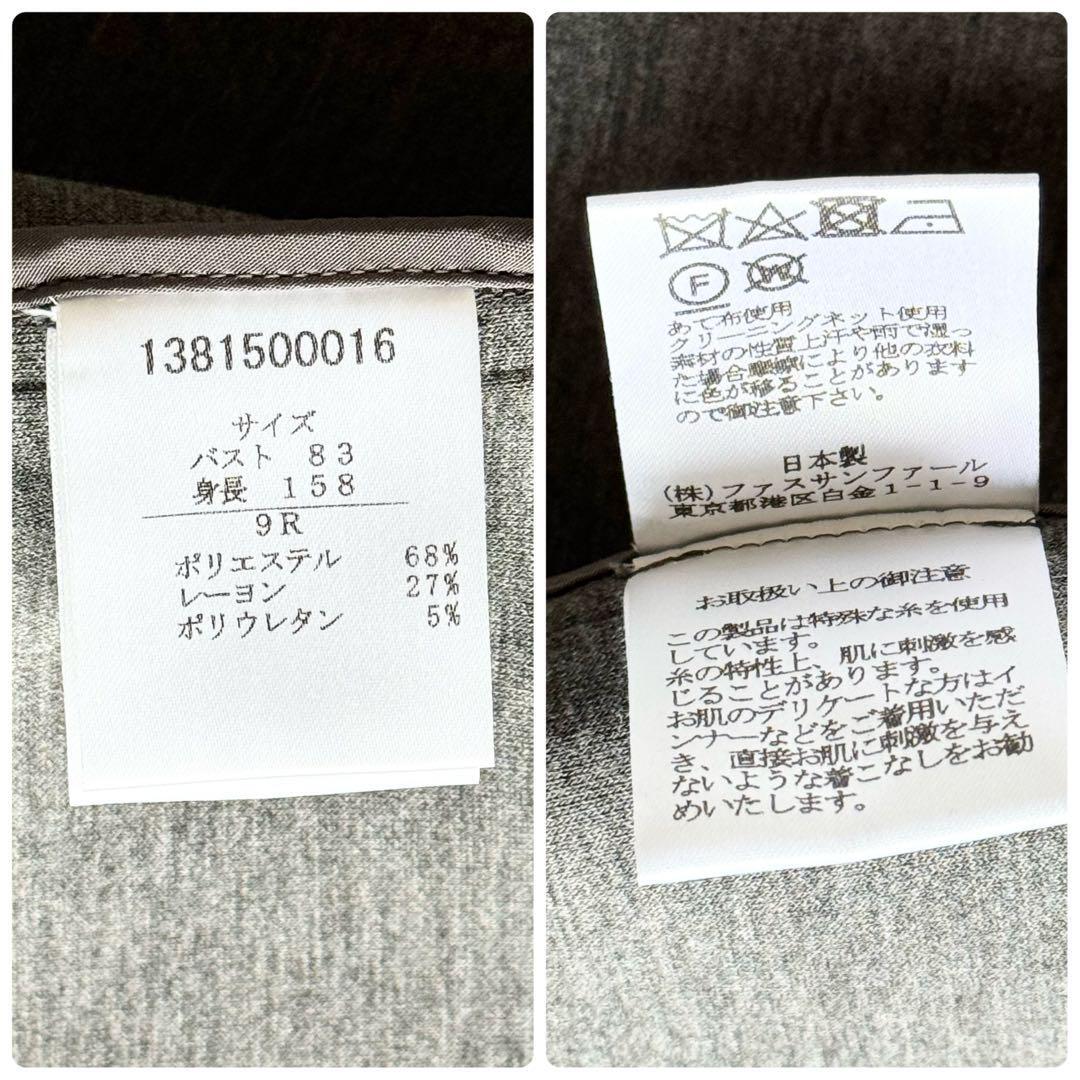 1381500016
サイズ
バスト 83
身長 158
9R
ポリエステル 68%
レーヨン 27%
ポリウレタン 5%
F
W
あて布使用
クリーニングネット使用
素材の性質上汗や雨で湿っ
た場合摩擦により他の衣料
に色が移ることがあります
ので御注意下さい。
日本製
(株)ファスサンファール
東京都港区白金1-1-9
お取扱い上の御注意
この製品は特殊な糸を使用
しています。
糸の特性上、肌に刺激を感
じることがあります。
お肌のデリケートな方はイ
ンナーなどをご着用いただ
き、直接お肌に刺激を与え
ないような着こなしをお勧
めいたします。